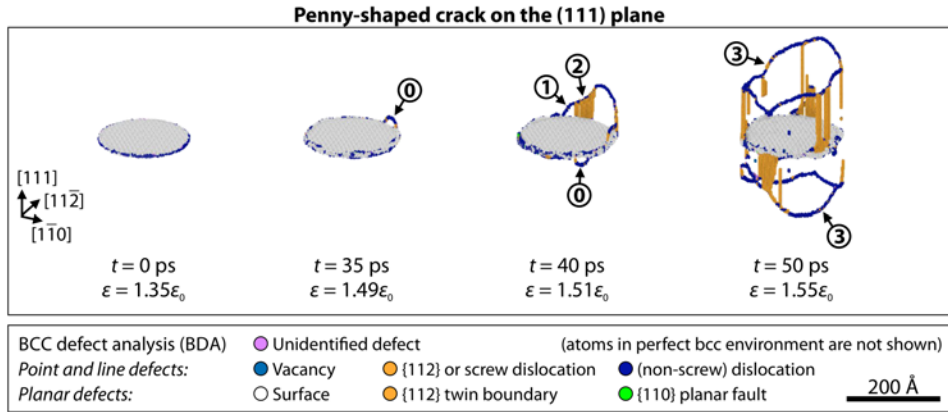 Penny-shaped crack on the (111) plane
⓪
① ②
⓪
③
③
[111]
[112̅]
[11̅0]
t = 0 ps
ε = 1.35ε₀
t = 35 ps
ε = 1.49ε₀
t = 40 ps
ε = 1.51ε₀
t = 50 ps
ε = 1.55ε₀
BCC defect analysis (BDA) Unidentified defect (atoms in perfect bcc environment are not shown)
Point and line defects: Vacancy {112} or screw dislocation (non-screw) dislocation
Planar defects: Surface {112} twin boundary {110} planar fault
200 Å